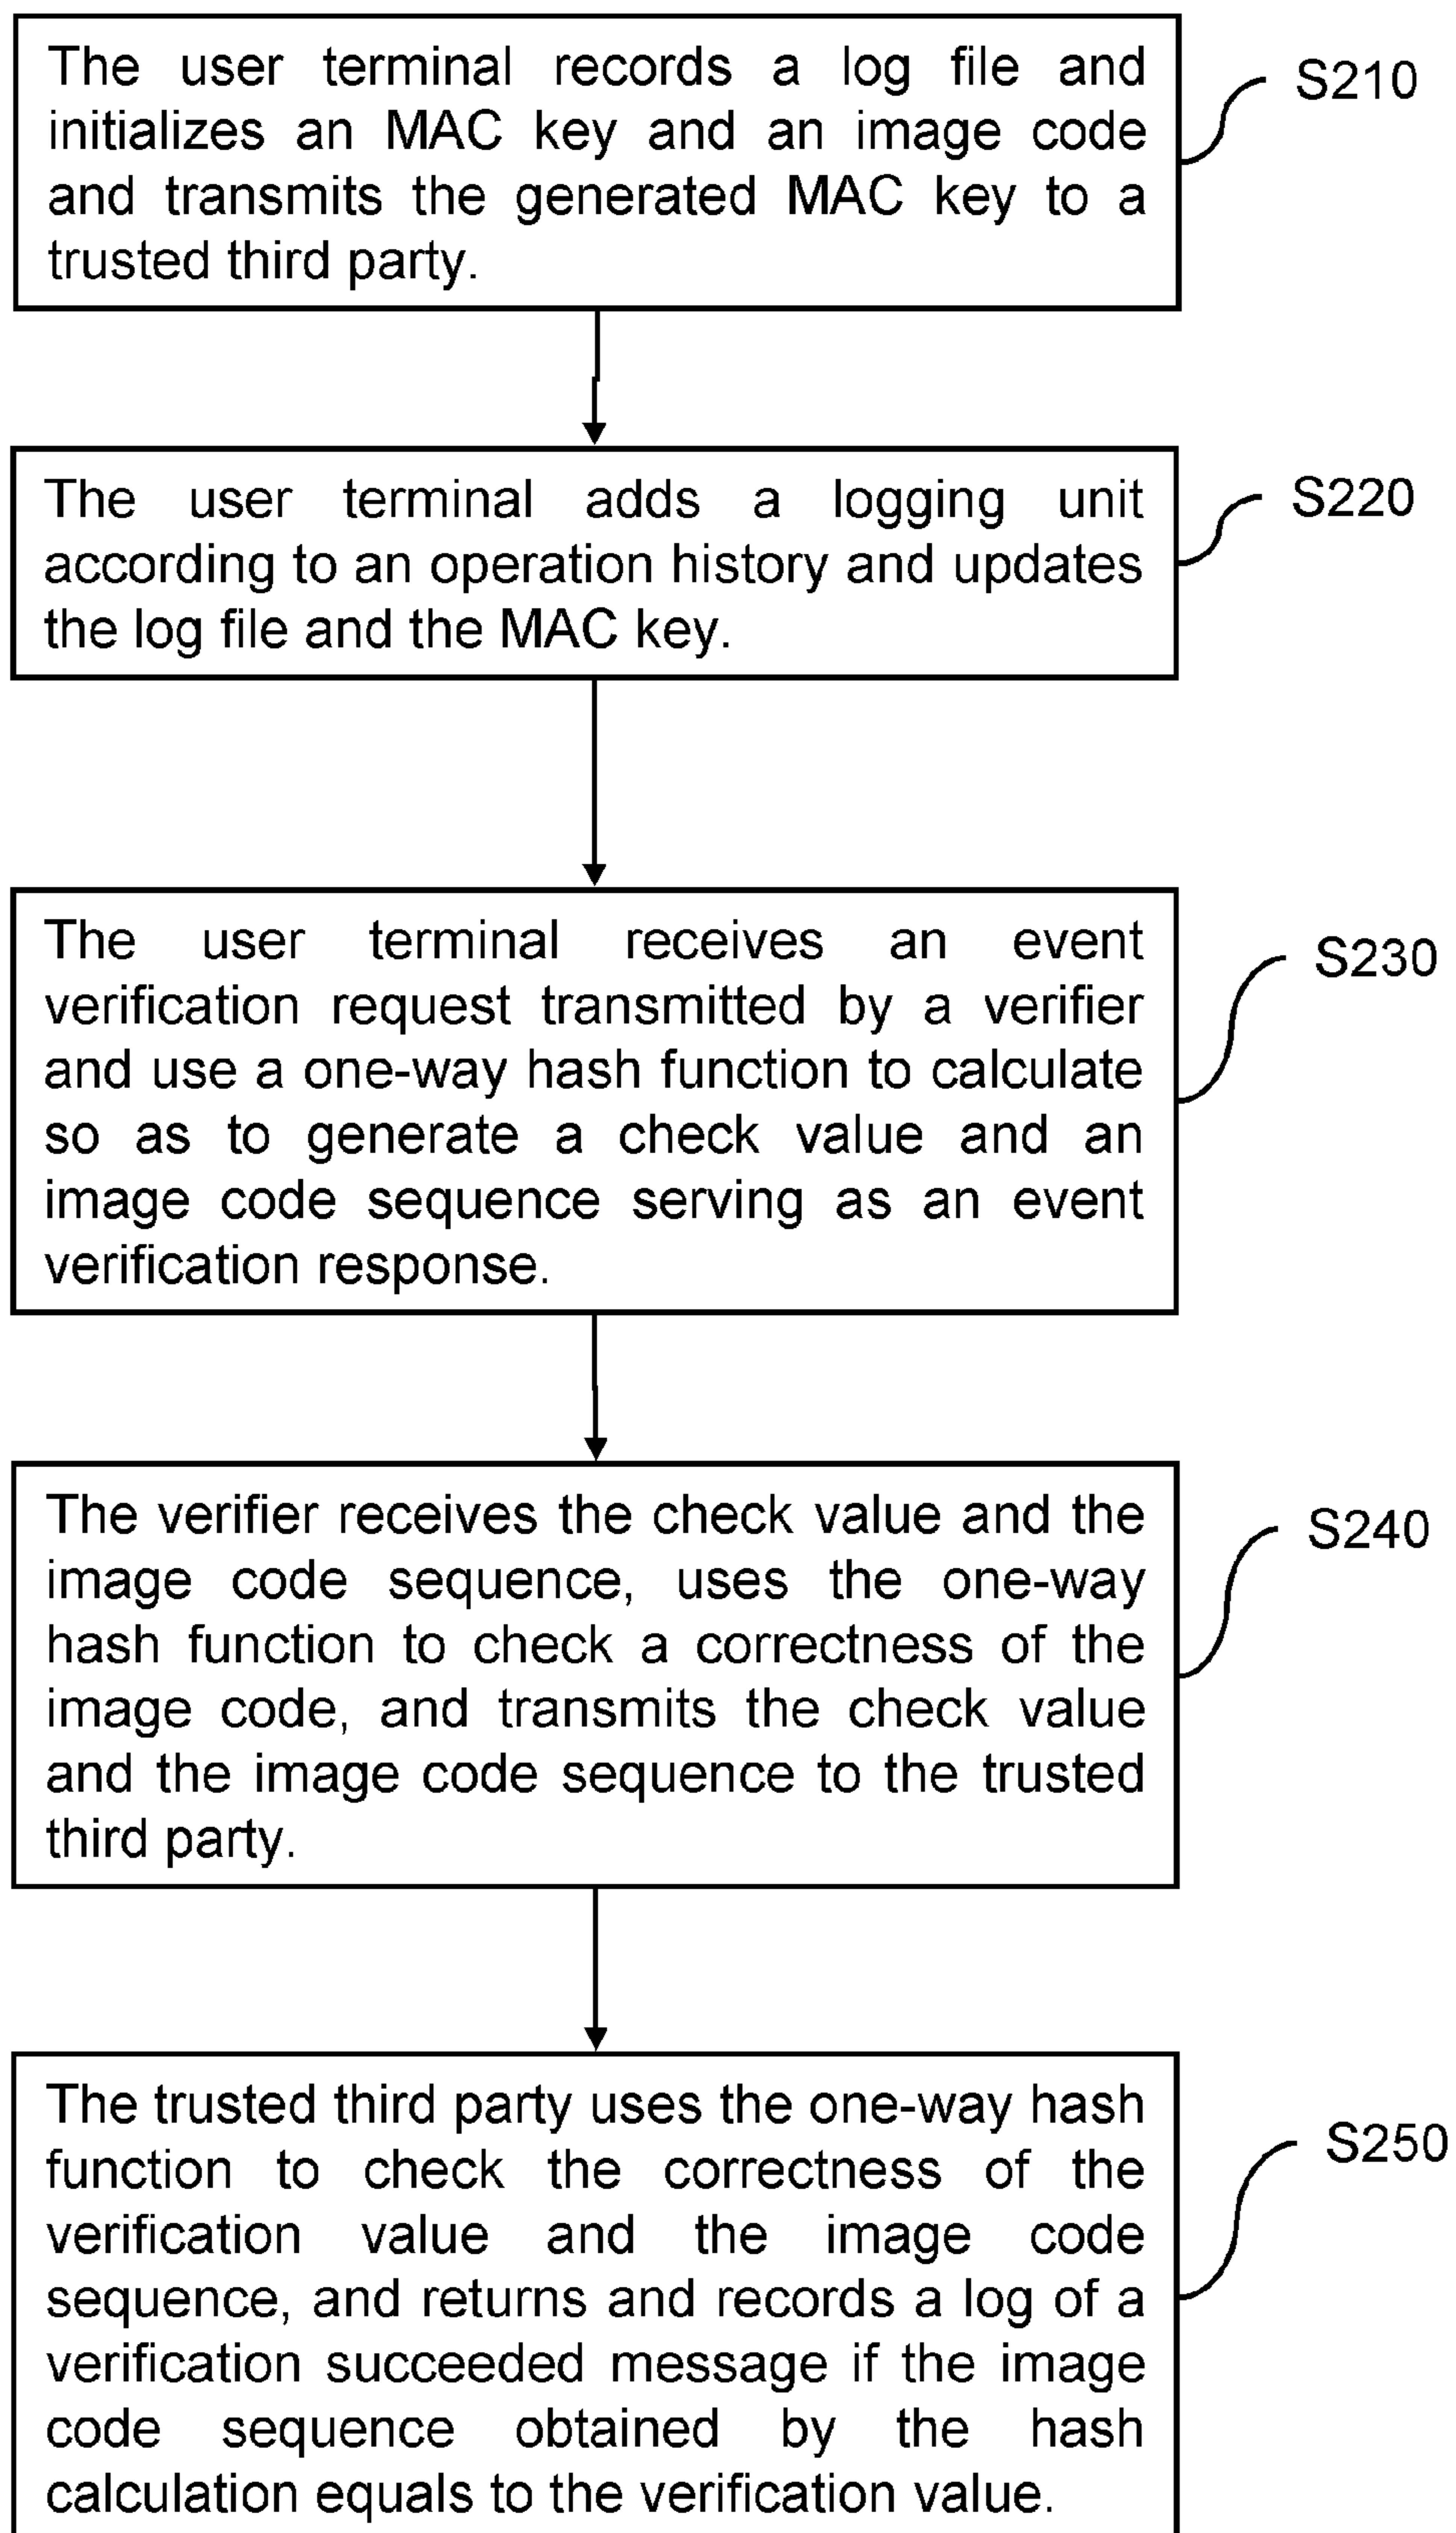 The user terminal records a log file and
initializes an MAC key and an image code
and transmits the generated MAC key to a
trusted third party.
S210
The user terminal adds a logging unit
according to an operation history and updates
the log file and the MAC key.
S220
The user terminal receives an event
verification request transmitted by a verifier
and use a one-way hash function to calculate
so as to generate a check value and an
image code sequence serving as an event
verification response.
S230
The verifier receives the check value and the
image code sequence, uses the one-way
hash function to check a correctness of the
image code, and transmits the check value
and the image code sequence to the trusted
third party.
S240
The trusted third party uses the one-way hash
function to check the correctness of the
verification value and the image code
sequence, and returns and records a log of a
verification succeeded message if the image
code sequence obtained by the hash
calculation equals to the verification value.
S250